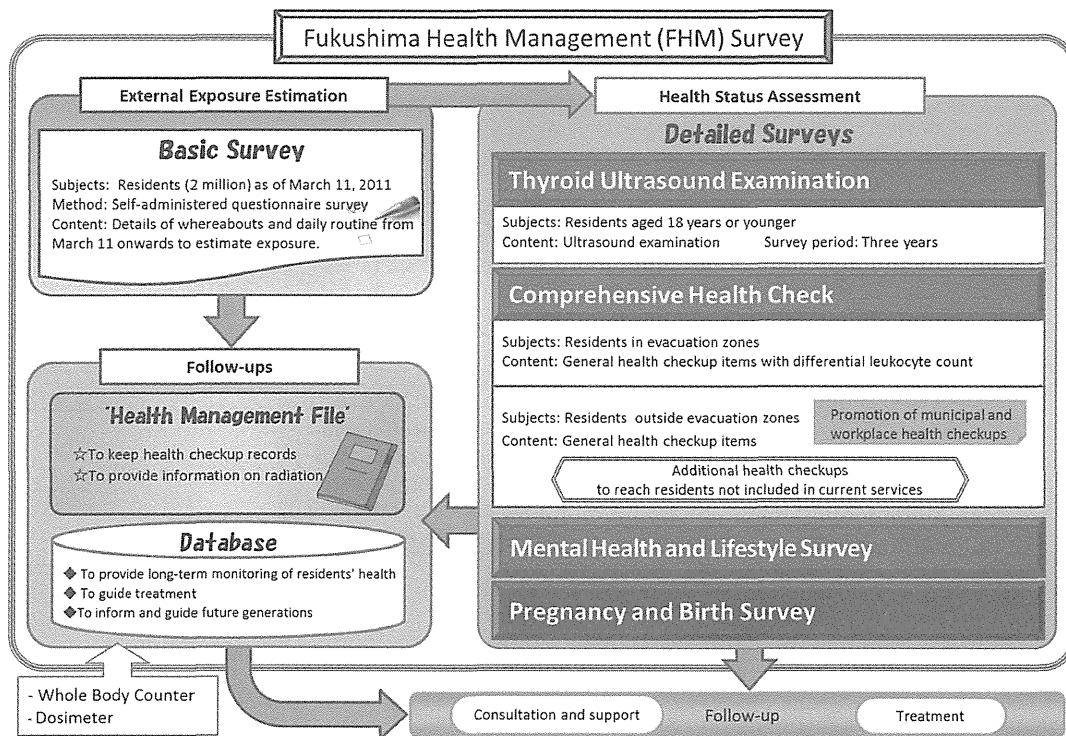 Fukushima Health Management (FHM) Survey
External Exposure Estimation
Basic Survey
Subjects: Residents (2 million) as of March 11, 2011
Method: Self-administered questionnaire survey
Content: Details of whereabouts and daily routine from
March 11 onwards to estimate exposure.
Follow-ups
"Health Management File"
☆To keep health checkup records
☆To provide information on radiation
Database
◆ To provide long-term monitoring of residents' health
◆ To guide treatment
◆To inform and guide future generations
- Whole Body Counter
- Dosimeter
Health Status Assessment
Detailed Surveys
Thyroid Ultrasound Examination
Subjects: Residents aged 18 years or younger
Content: Ultrasound examination Survey period: Three years
Comprehensive Health Check
Subjects: Residents in evacuation zones
Content: General health checkup items with differential leukocyte count
Subjects: Residents outside evacuation zones
Content: General health checkup items
Promotion of municipal and
workplace health checkups
Additional health checkups
to reach residents not included in current services
Mental Health and Lifestyle Survey
Pregnancy and Birth Survey
Consultation and support Follow-up Treatment